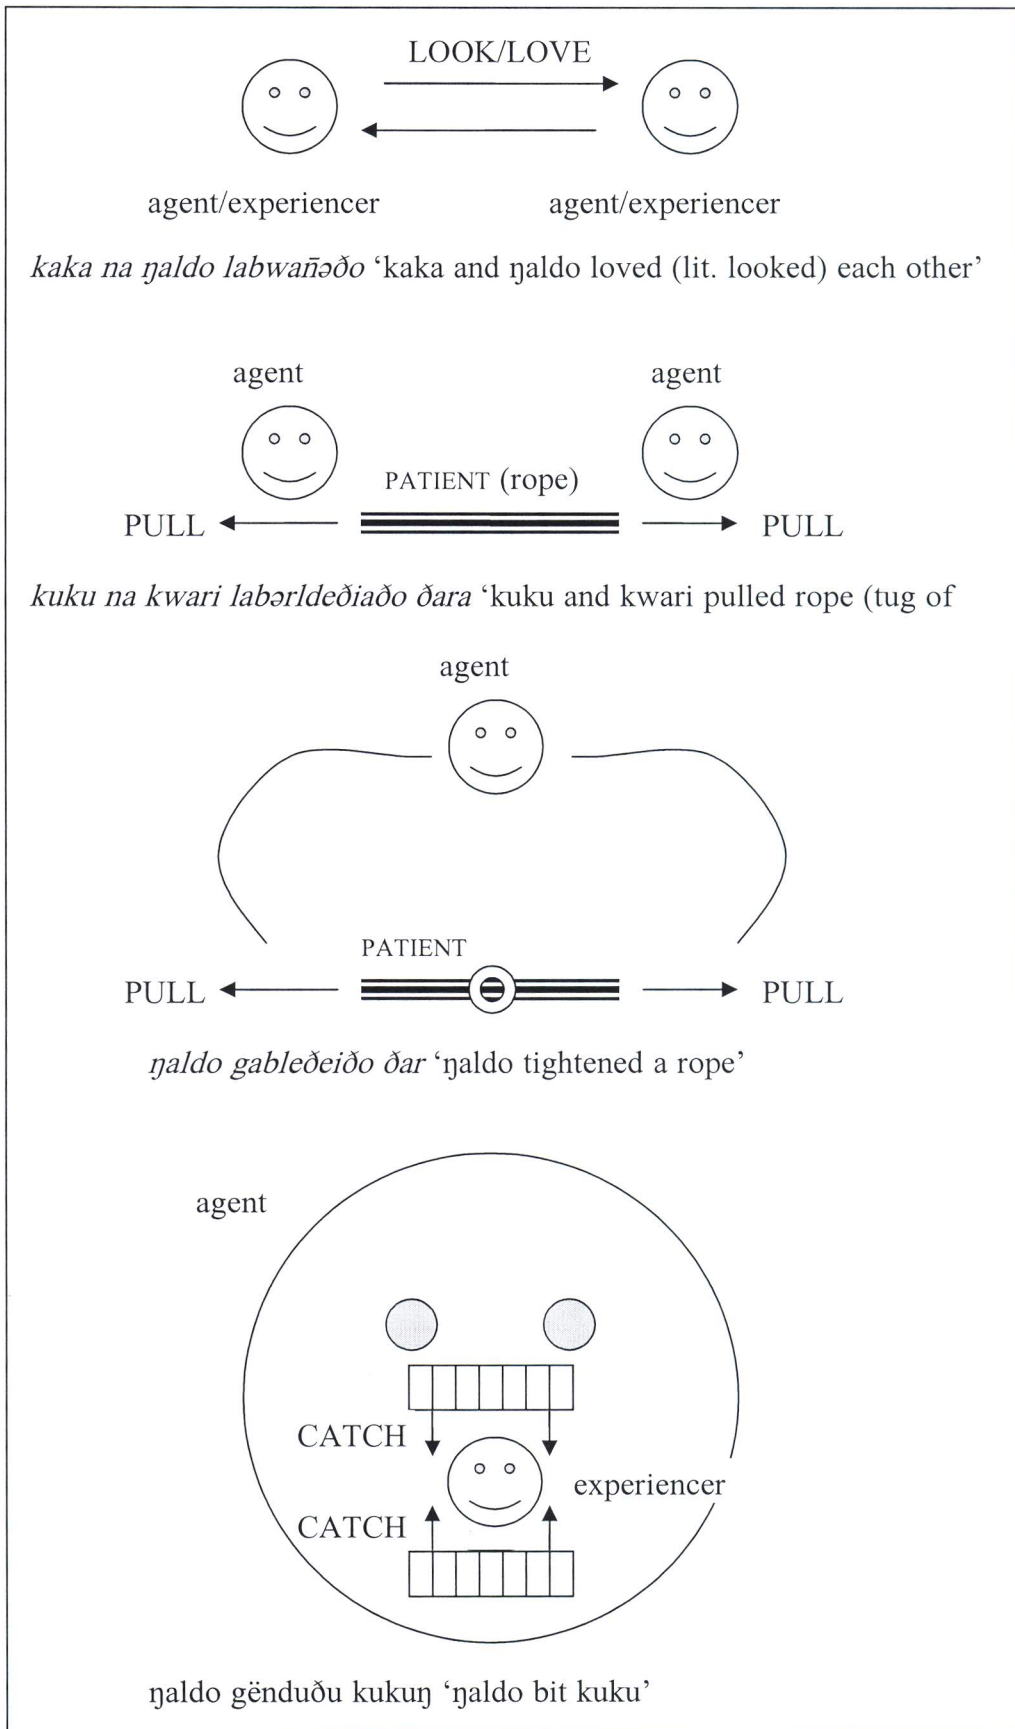 LOOK/LOVE
agent/experiencer agent/experiencer
kaka na ŋaldo labwañəðo ‘kaka and ŋaldo loved (lit. looked) each other’
agent agent
PATIENT (rope)
PULL PULL
kuku na kwari labərldeðiaðo ðara ‘kuku and kwari pulled rope (tug of
agent
PATIENT
PULL PULL
ŋaldo gableðeiðo ðar ‘ŋaldo tightened a rope’
agent
CATCH
experiencer
CATCH
ŋaldo gënduðu kukuŋ ‘ŋaldo bit kuku’